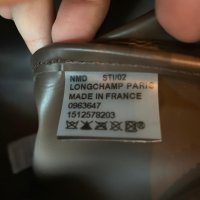 NMD STI/02
LONGCHAMP PARIS
MADE IN FRANCE
0963647
1512578203